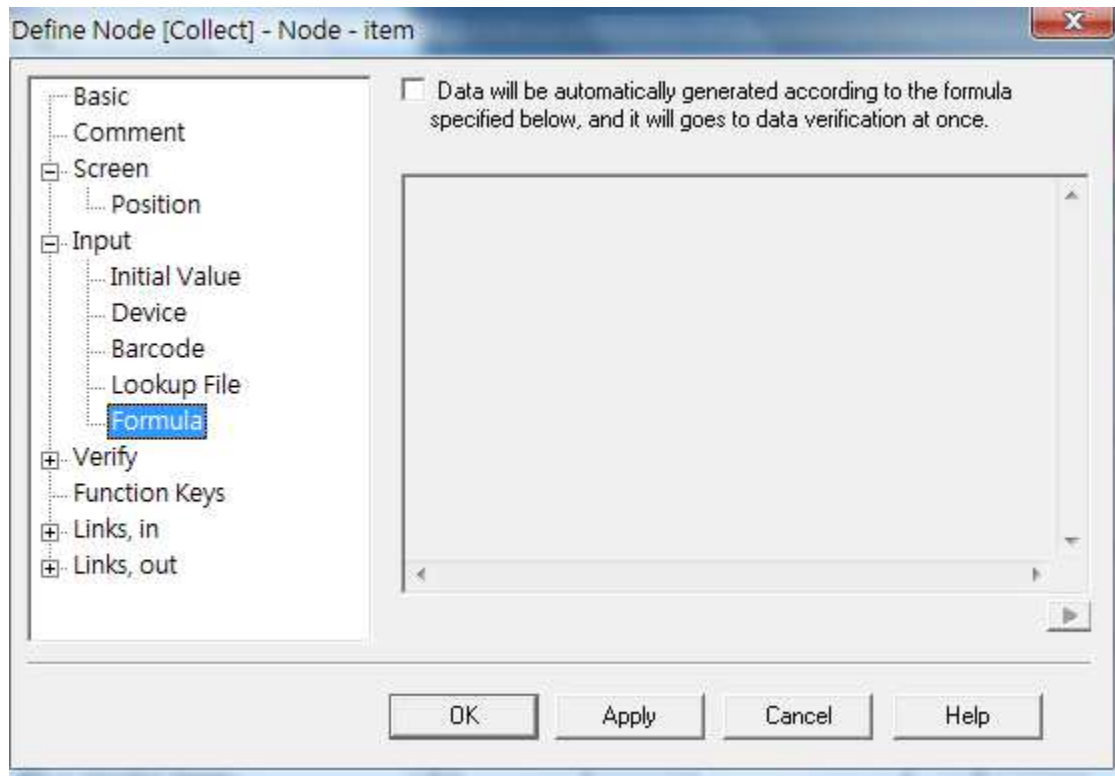 Define Node [Collect] - Node - item
Basic
Comment
Screen
Position
Input
Initial Value
Device
Barcode
Lookup File
Formula
Verify
Function Keys
Links, in
Links, out
Data will be automatically generated according to the formula
specified below, and it will goes to data verification at once.
OK
Apply
Cancel
Help